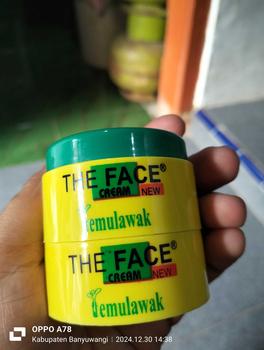 THE FACE®
CREAM NEW
Temulawak
THE FACE®
CREAM NEW
Temulawak
OPPO A78
Kabupaten Banyuwangi | 2024.12.30 14:38